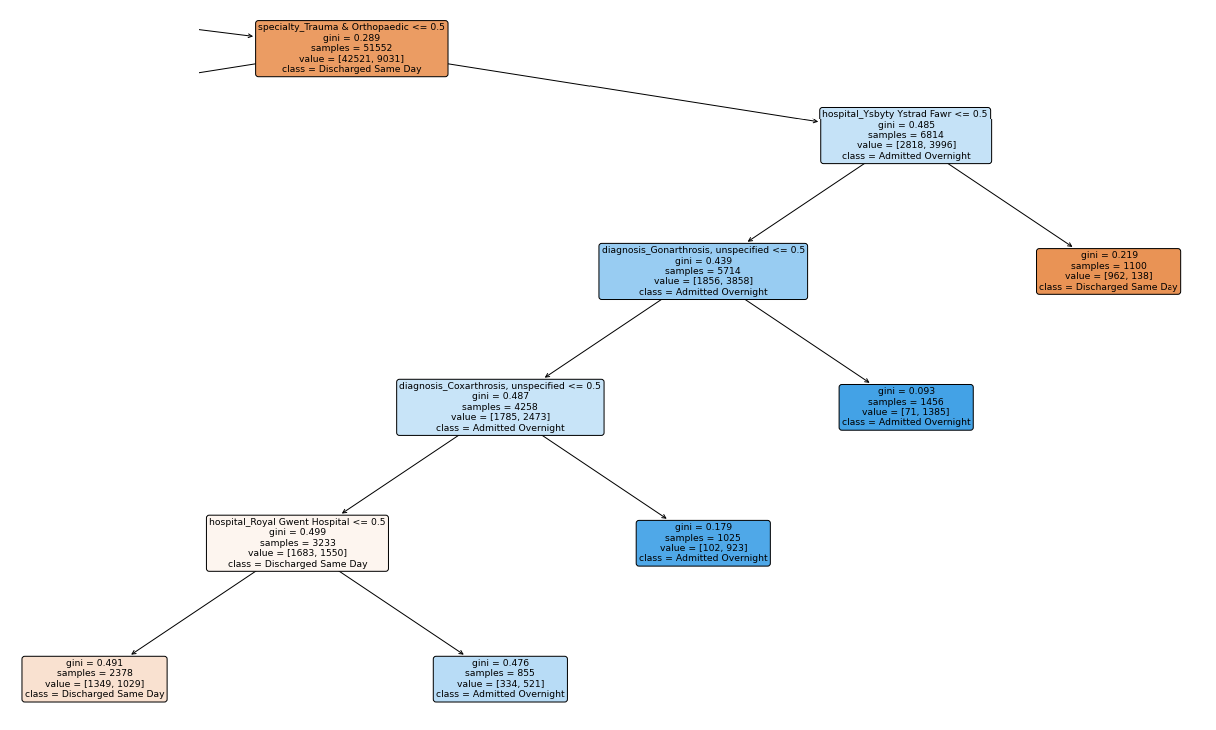 specialty_Trauma & Orthopaedic <= 0.5
gini = 0.289
samples = 51552
value = [42521, 9031]
class = Discharged Same Day
hospital_Ysbyty Ystrad Fawr <= 0.5
gini = 0.485
samples = 6814
value = [2818, 3996]
class = Admitted Overnight
diagnosis_Gonarthrosis, unspecified <= 0.5
gini = 0.439
samples = 5714
value = [1856, 3858]
class = Admitted Overnight
gini = 0.219
samples = 1100
value = [962, 138]
class = Discharged Same Day
diagnosis_Coxarthrosis, unspecified <= 0.5
gini = 0.487
samples = 4258
value = [1785, 2473]
class = Admitted Overnight
gini = 0.093
samples = 1456
value = [71, 1385]
class = Admitted Overnight
hospital_Royal Gwent Hospital <= 0.5
gini = 0.499
samples = 3233
value = [1683, 1550]
class = Discharged Same Day
gini = 0.179
samples = 1025
value = [102, 923]
class = Admitted Overnight
gini = 0.491
samples = 2378
value = [1349, 1029]
class = Discharged Same Day
gini = 0.476
samples = 855
value = [334, 521]
class = Admitted Overnight